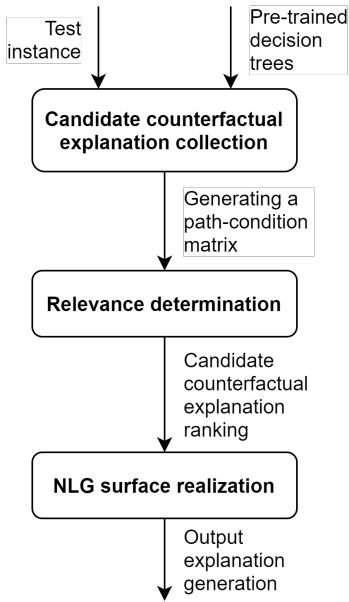 Test
instance
Pre-trained
decision
trees
Candidate counterfactual
explanation collection
Generating a
path-condition
matrix
Relevance determination
Candidate
counterfactual
explanation
ranking
NLG surface realization
Output
explanation
generation